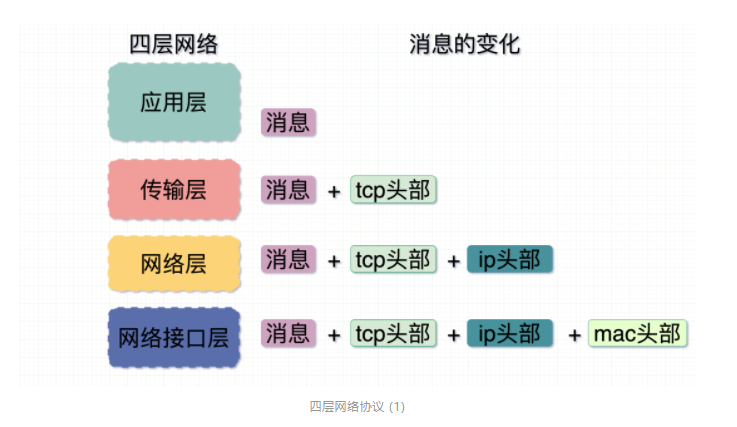 四层网络 消息的变化
应用层
消息
传输层 消息 + tcp头部
网络层 消息 + tcp头部 + ip头部
网络接口层 消息 + tcp头部 + ip头部 + mac头部
四层网络协议 (1)